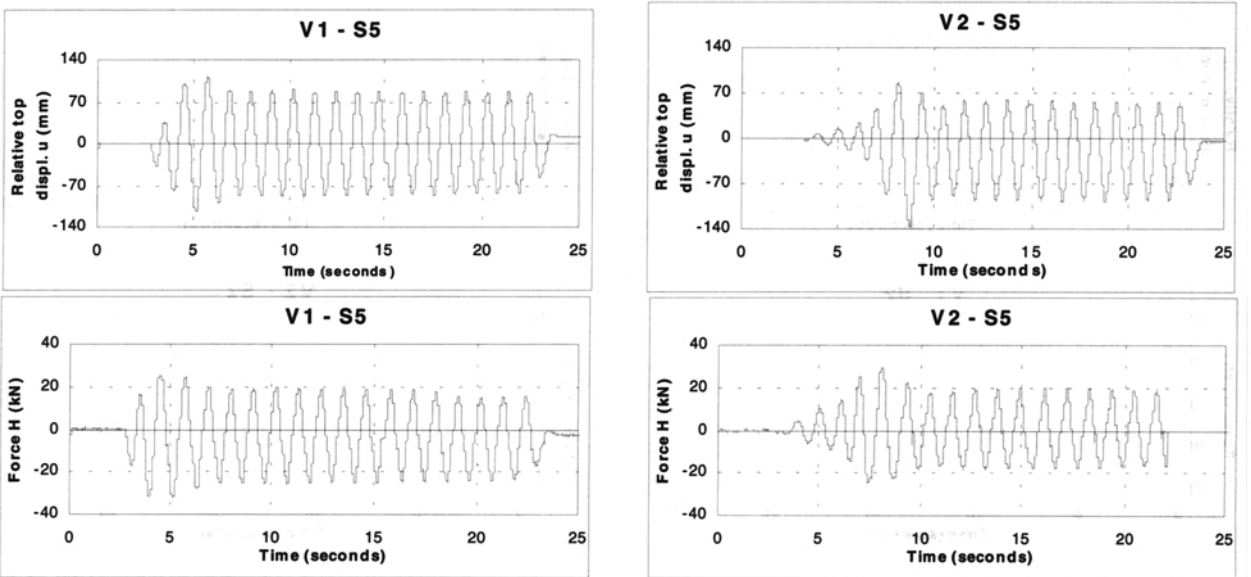 V1 - S5
Relative top
displ. u (mm)
140
70
0
-70
-140
0 5 10 15 20 25
Time (seconds)
V2 - S5
Relative top
displ. u (mm)
140
70
0
-70
-140
0 5 10 15 20 25
Time (seconds)
V1 - S5
Force H (kN)
40
20
0
-20
-40
0 5 10 15 20 25
Time (seconds)
V2 - S5
Force H (kN)
40
20
0
-20
-40
0 5 10 15 20 25
Time (seconds)